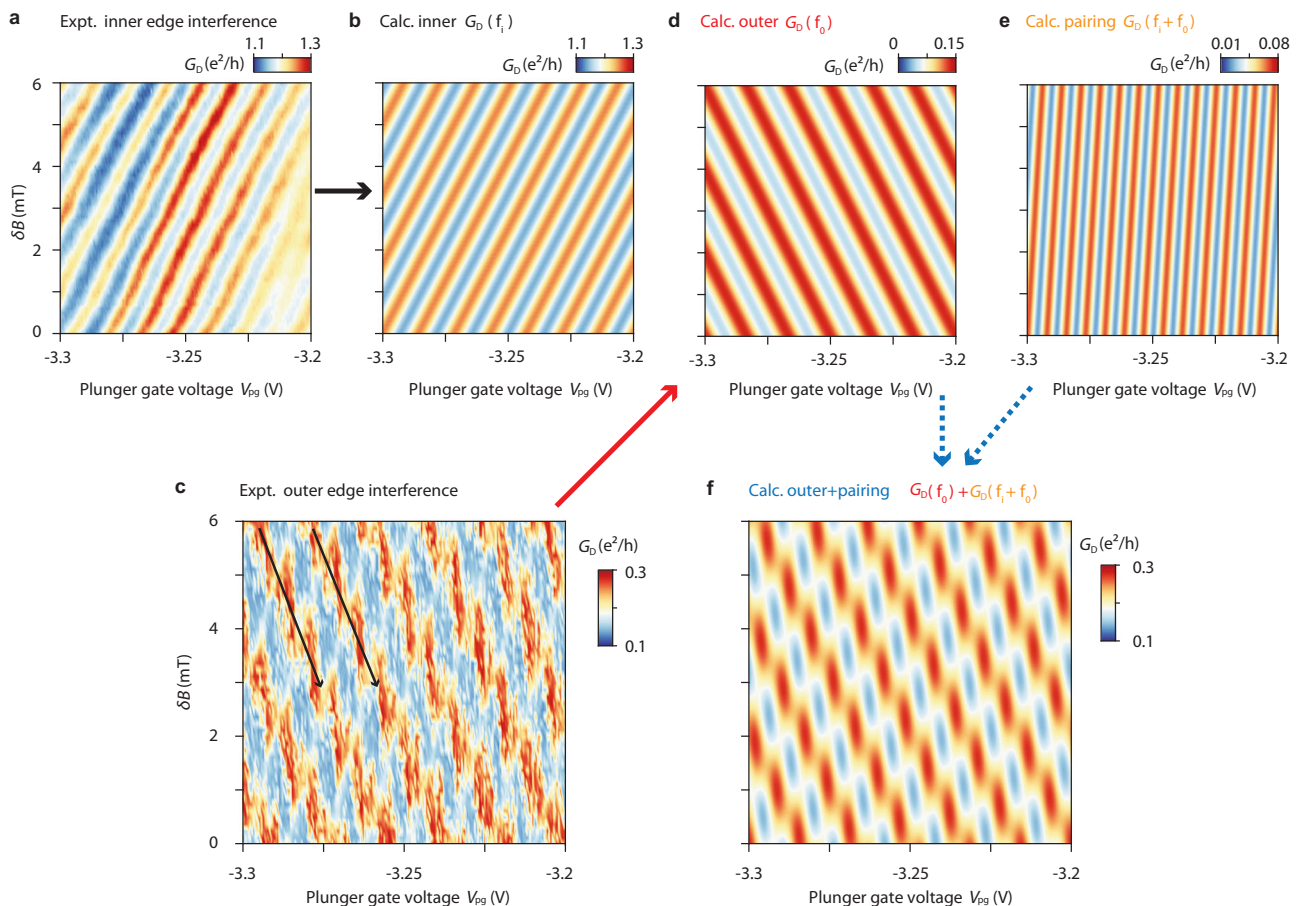 a Expt. inner edge interference
1.1 1.3
G_D (e²/h)
6
4
2
0
δB (mT)
-3.3 -3.25 -3.2
Plunger gate voltage V_pg (V)
b Calc. inner G_D ( f_i )
1.1 1.3
G_D (e²/h)
-3.3 -3.25 -3.2
Plunger gate voltage V_pg (V)
d Calc. outer G_D ( f_0 )
0 0.15
G_D (e²/h)
-3.3 -3.25 -3.2
Plunger gate voltage V_pg (V)
e Calc. pairing G_D ( f_i + f_0 )
0.01 0.08
G_D (e²/h)
-3.3 -3.25 -3.2
Plunger gate voltage V_pg (V)
c Expt. outer edge interference
G_D (e²/h)
0.3
0.1
6
4
2
0
δB (mT)
-3.3 -3.25 -3.2
Plunger gate voltage V_pg (V)
f Calc. outer+pairing G_D( f_0 ) + G_D( f_i + f_0 )
G_D (e²/h)
0.3
0.1
-3.3 -3.25 -3.2
Plunger gate voltage V_pg (V)